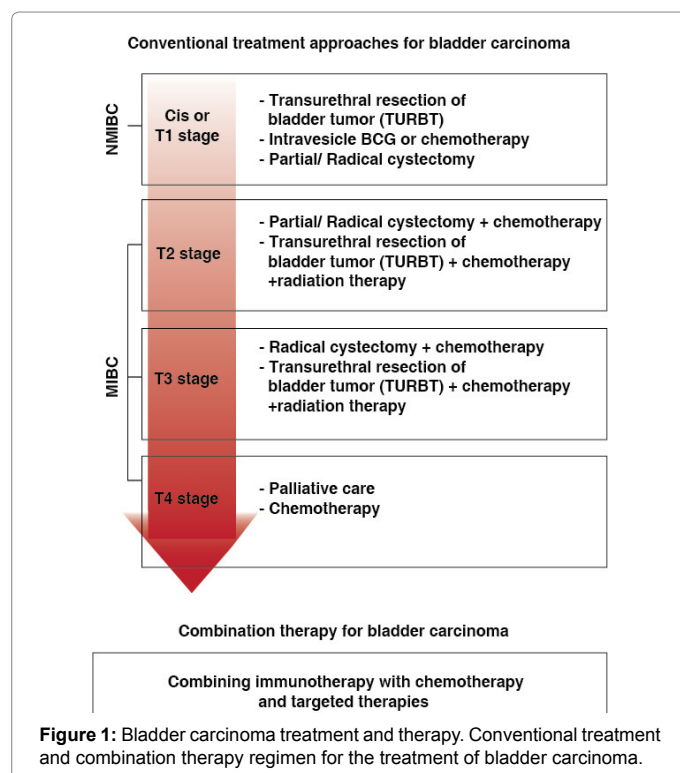 Conventional treatment approaches for bladder carcinoma
NMIBC
Cis or
T1 stage
- Transurethral resection of
bladder tumor (TURBT)
- Intravesicle BCG or chemotherapy
- Partial/ Radical cystectomy
MIBC
T2 stage
- Partial/ Radical cystectomy + chemotherapy
- Transurethral resection of
bladder tumor (TURBT) + chemotherapy
+radiation therapy
T3 stage
- Radical cystectomy + chemotherapy
- Transurethral resection of
bladder tumor (TURBT) + chemotherapy
+radiation therapy
T4 stage
- Palliative care
- Chemotherapy
Combination therapy for bladder carcinoma
Combining immunotherapy with chemotherapy
and targeted therapies
Figure 1: Bladder carcinoma treatment and therapy. Conventional treatment
and combination therapy regimen for the treatment of bladder carcinoma.